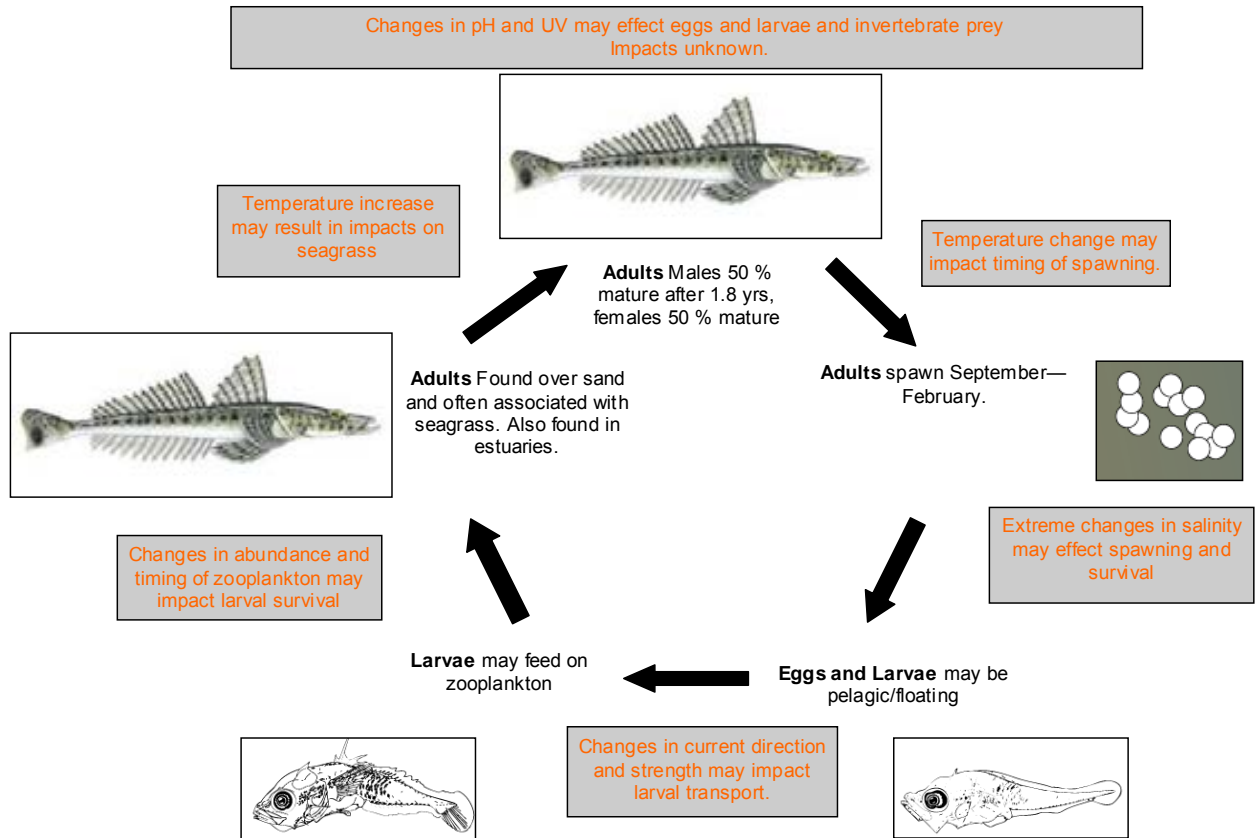 Changes in pH and UV may effect eggs and larvae and invertebrate prey
Impacts unknown.
Temperature increase
may result in impacts on
seagrass
Temperature change may
impact timing of spawning.
Adults Males 50 %
mature after 1.8 yrs,
females 50 % mature
Adults Found over sand
and often associated with
seagrass. Also found in
estuaries.
Adults spawn September—
February.
Changes in abundance and
timing of zooplankton may
impact larval survival
Extreme changes in salinity
may effect spawning and
survival
Larvae may feed on
zooplankton
Eggs and Larvae may be
pelagic/floating
Changes in current direction
and strength may impact
larval transport.